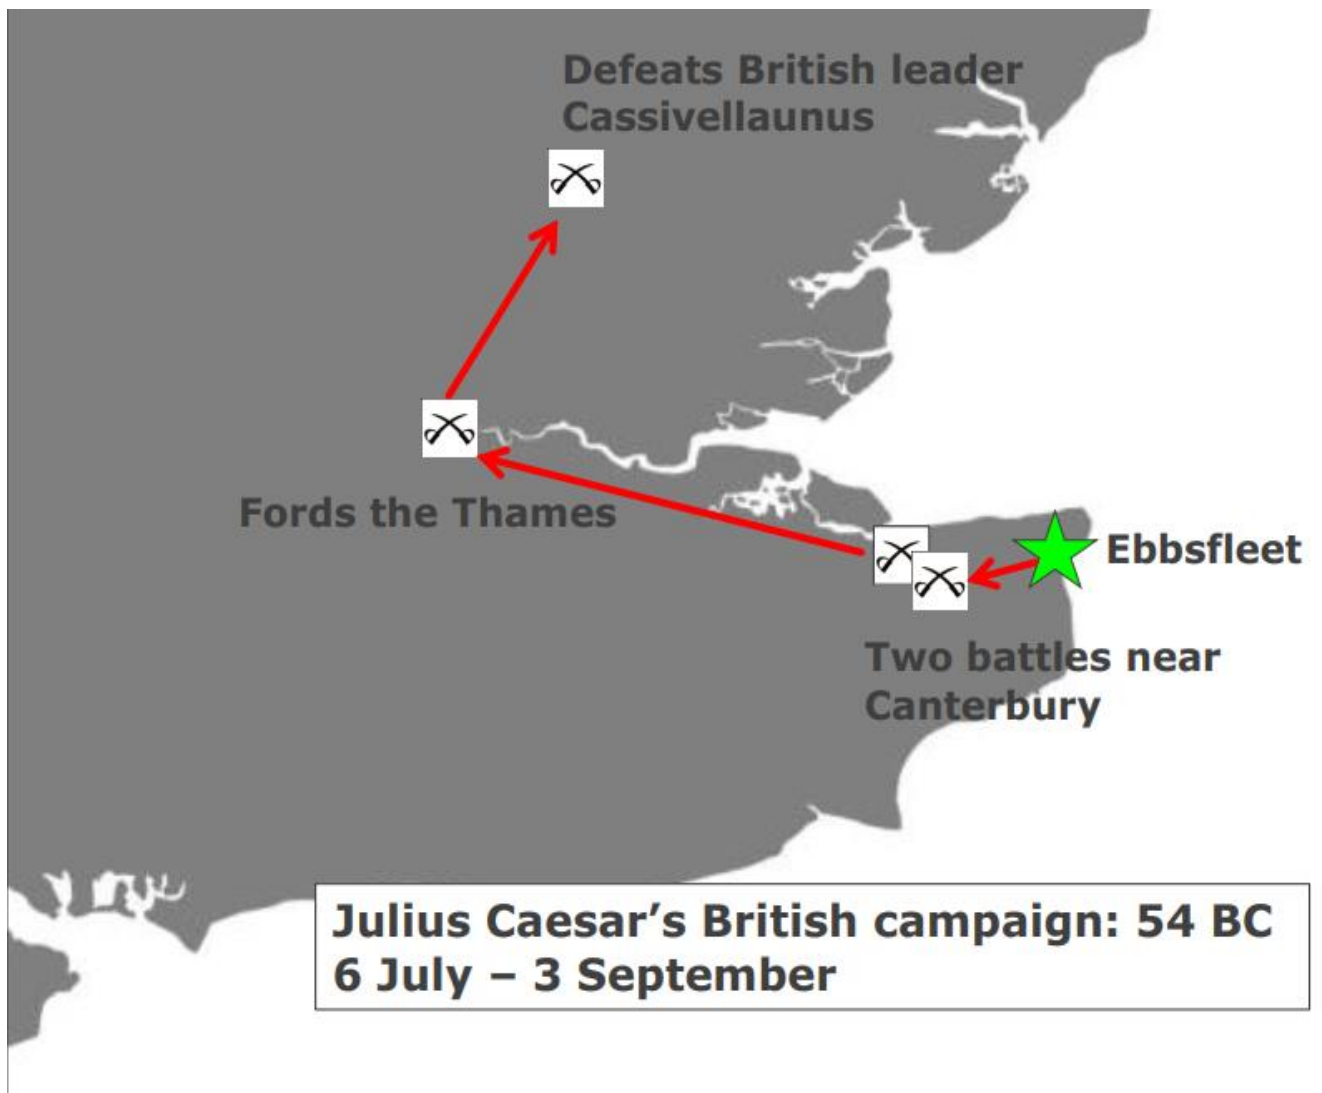 Defeats British leader
Cassivellaunus
Fords the Thames
Ebbsfleet
Two battles near
Canterbury
Julius Caesar’s British campaign: 54 BC
6 July – 3 September